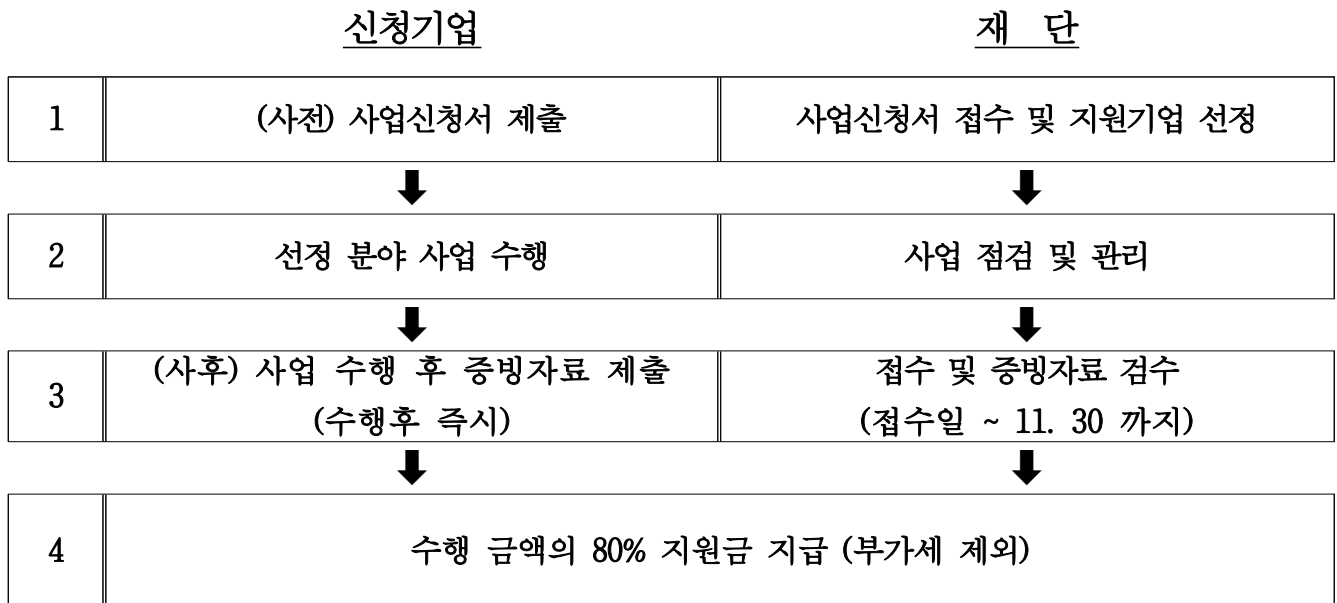 신청기업
재 단
1
(사전) 사업신청서 제출
사업신청서 접수 및 지원기업 선정
2
선정 분야 사업 수행
사업 점검 및 관리
3
(사후) 사업 수행 후 증빙자료 제출
(수행후 즉시)
접수 및 증빙자료 검수
(접수일 ~ 11. 30 까지)
4
수행 금액의 80% 지원금 지급 (부가세 제외)